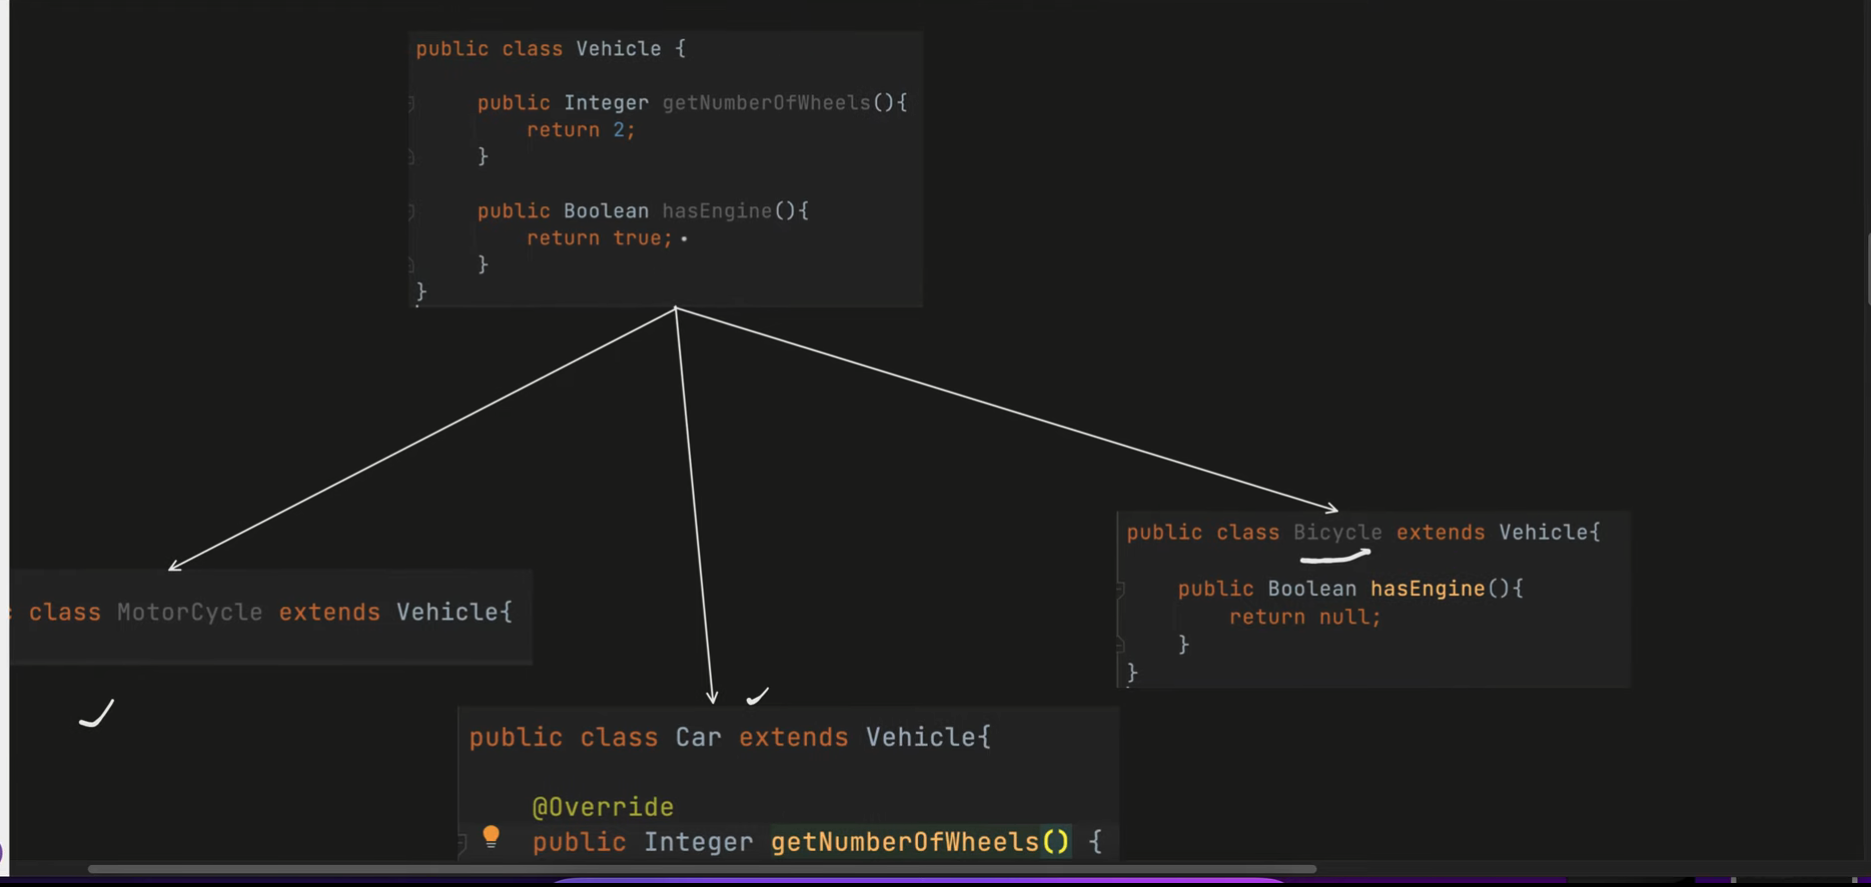 public class Vehicle {
public Integer getNumberOfWheels(){
return 2;
}
public Boolean hasEngine(){
return true;
}
}
class MotorCycle extends Vehicle{
public class Bicycle extends Vehicle{
public Boolean hasEngine(){
return null;
}
}
public class Car extends Vehicle{
@Override
public Integer getNumberOfWheels() {